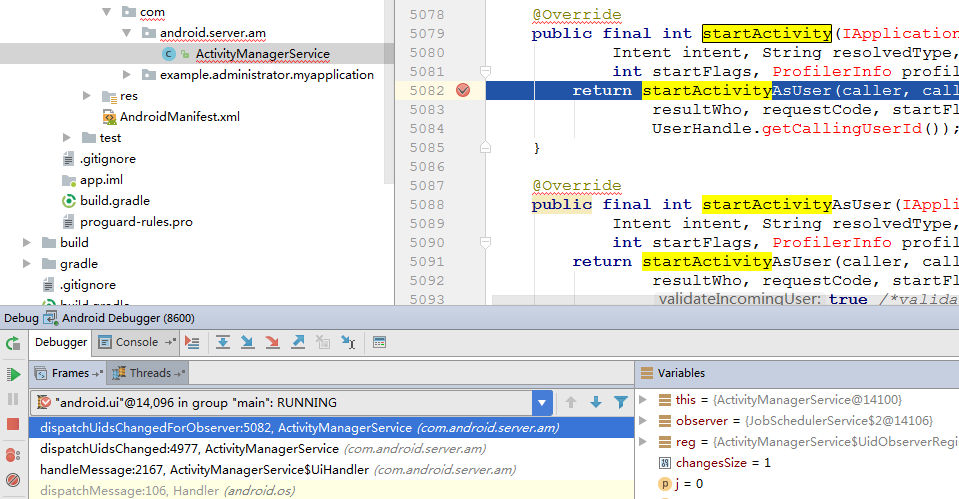 com
android.server.am
ActivityManagerService
example.administrator.myapplication
res
AndroidManifest.xml
test
.gitignore
app.iml
build.gradle
proguard-rules.pro
build
gradle
.gitignore
build.gradle
5078 @Override
5079 public final int startActivity(IApplication
5080 Intent intent, String resolvedType,
5081 int startFlags, ProfilerInfo profil
5082 return startActivityAsUser(caller, call
5083 resultWho, requestCode, startFl
5084 UserHandle.getCallingUserId());
5085 }
5086
5087 @Override
5088 public final int startActivityAsUser(IAppli
5089 Intent intent, String resolvedType,
5090 int startFlags, ProfilerInfo profil
5091 return startActivityAsUser(caller, call
5092 resultWho, requestCode, startFl
5093 validateIncomingUser: true /*valida
Debug Android Debugger (8600)
Debugger Console
Frames Threads
"android.ui"@14,096 in group "main": RUNNING
dispatchUidsChangedForObserver:5082, ActivityManagerService (com.android.server.am)
dispatchUidsChanged:4977, ActivityManagerService (com.android.server.am)
handleMessage:2167, ActivityManagerService$UiHandler (com.android.server.am)
dispatchMessage:106, Handler (android.os)
Variables
this = {ActivityManagerService@14100}
observer = {JobSchedulerService$2@14106}
reg = {ActivityManagerService$UidObserverRegi
changesSize = 1
j = 0